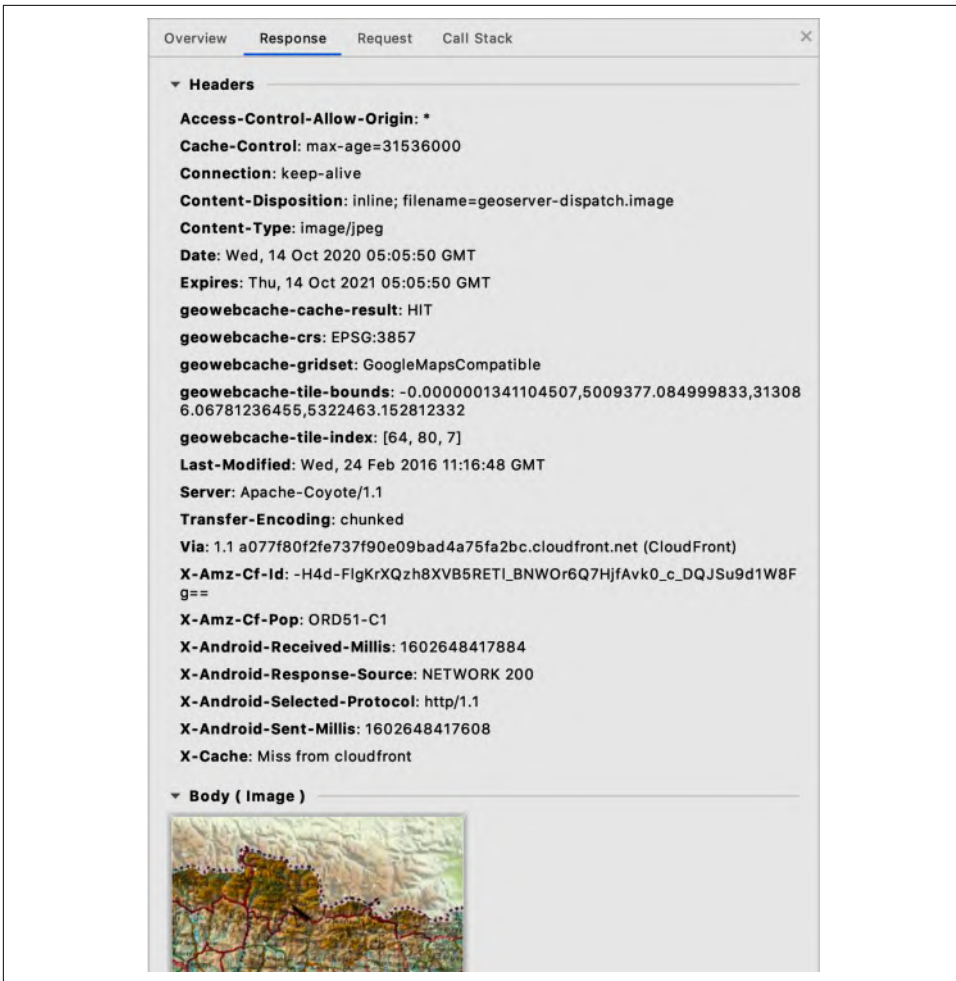 Overview Response Request Call Stack ×
Headers
Access-Control-Allow-Origin: *
Cache-Control: max-age=31536000
Connection: keep-alive
Content-Disposition: inline; filename=geoserver-dispatch.image
Content-Type: image/jpeg
Date: Wed, 14 Oct 2020 05:05:50 GMT
Expires: Thu, 14 Oct 2021 05:05:50 GMT
geowebcache-cache-result: HIT
geowebcache-crs: EPSG:3857
geowebcache-gridset: GoogleMapsCompatible
geowebcache-tile-bounds: -0.0000001341104507,5009377.084999833,31308
6.06781236455,5322463.152812332
geowebcache-tile-index: [64, 80, 7]
Last-Modified: Wed, 24 Feb 2016 11:16:48 GMT
Server: Apache-Coyote/1.1
Transfer-Encoding: chunked
Via: 1.1 a077f80f2fe737f90e09bad4a75fa2bc.cloudfront.net (CloudFront)
X-Amz-Cf-Id: -H4d-FlgKrXQzh8XVB5RETl_BNWOr6Q7HjfAvk0_c_DQJSu9d1W8F
g==
X-Amz-Cf-Pop: ORD51-C1
X-Android-Received-Millis: 1602648417884
X-Android-Response-Source: NETWORK 200
X-Android-Selected-Protocol: http/1.1
X-Android-Sent-Millis: 1602648417608
X-Cache: Miss from cloudfront
Body ( Image )